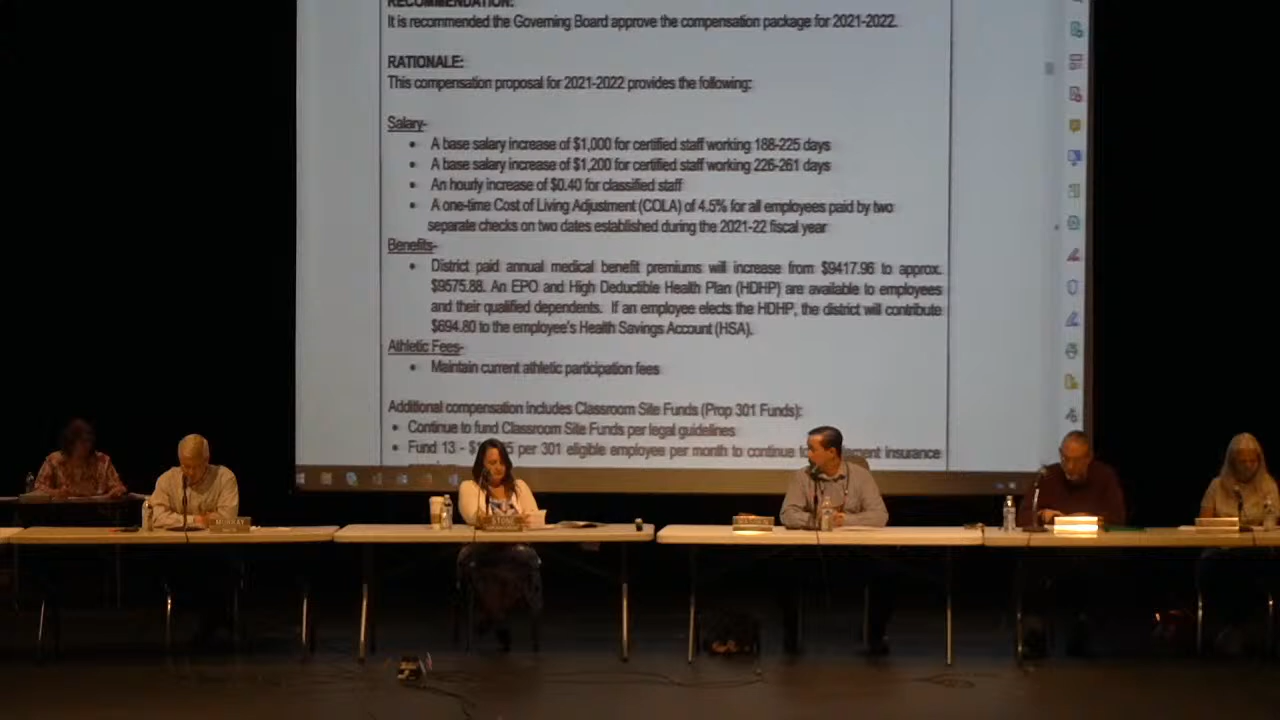 RECOMMENDATION:
It is recommended the Governing Board approve the compensation package for 2021-2022.
RATIONALE:
This compensation proposal for 2021-2022 provides the following:
Salary-
• A base salary increase of $1,000 for certified staff working 188-225 days
• A base salary increase of $1,200 for certified staff working 226-261 days
• An hourly increase of $0.40 for classified staff
• A one-time Cost of Living Adjustment (COLA) of 4.5% for all employees paid by two
separate checks on two dates established during the 2021-22 fiscal year
Benefits-
• District paid annual medical benefit premiums will increase from $9417.96 to approx.
$9575.88. An EPO and High Deductible Health Plan (HDHP) are available to employees
and their qualified dependents. If an employee elects the HDHP, the district will contribute
$694.80 to the employee's Health Savings Account (HSA).
Athletic Fees-
• Maintain current athletic participation fees
Additional compensation includes Classroom Site Funds (Prop 301 Funds):
• Continue to fund Classroom Site Funds per legal guidelines
• Fund 13 - per 301 eligible employee per month to continue to insurance
MURRAY
STONE